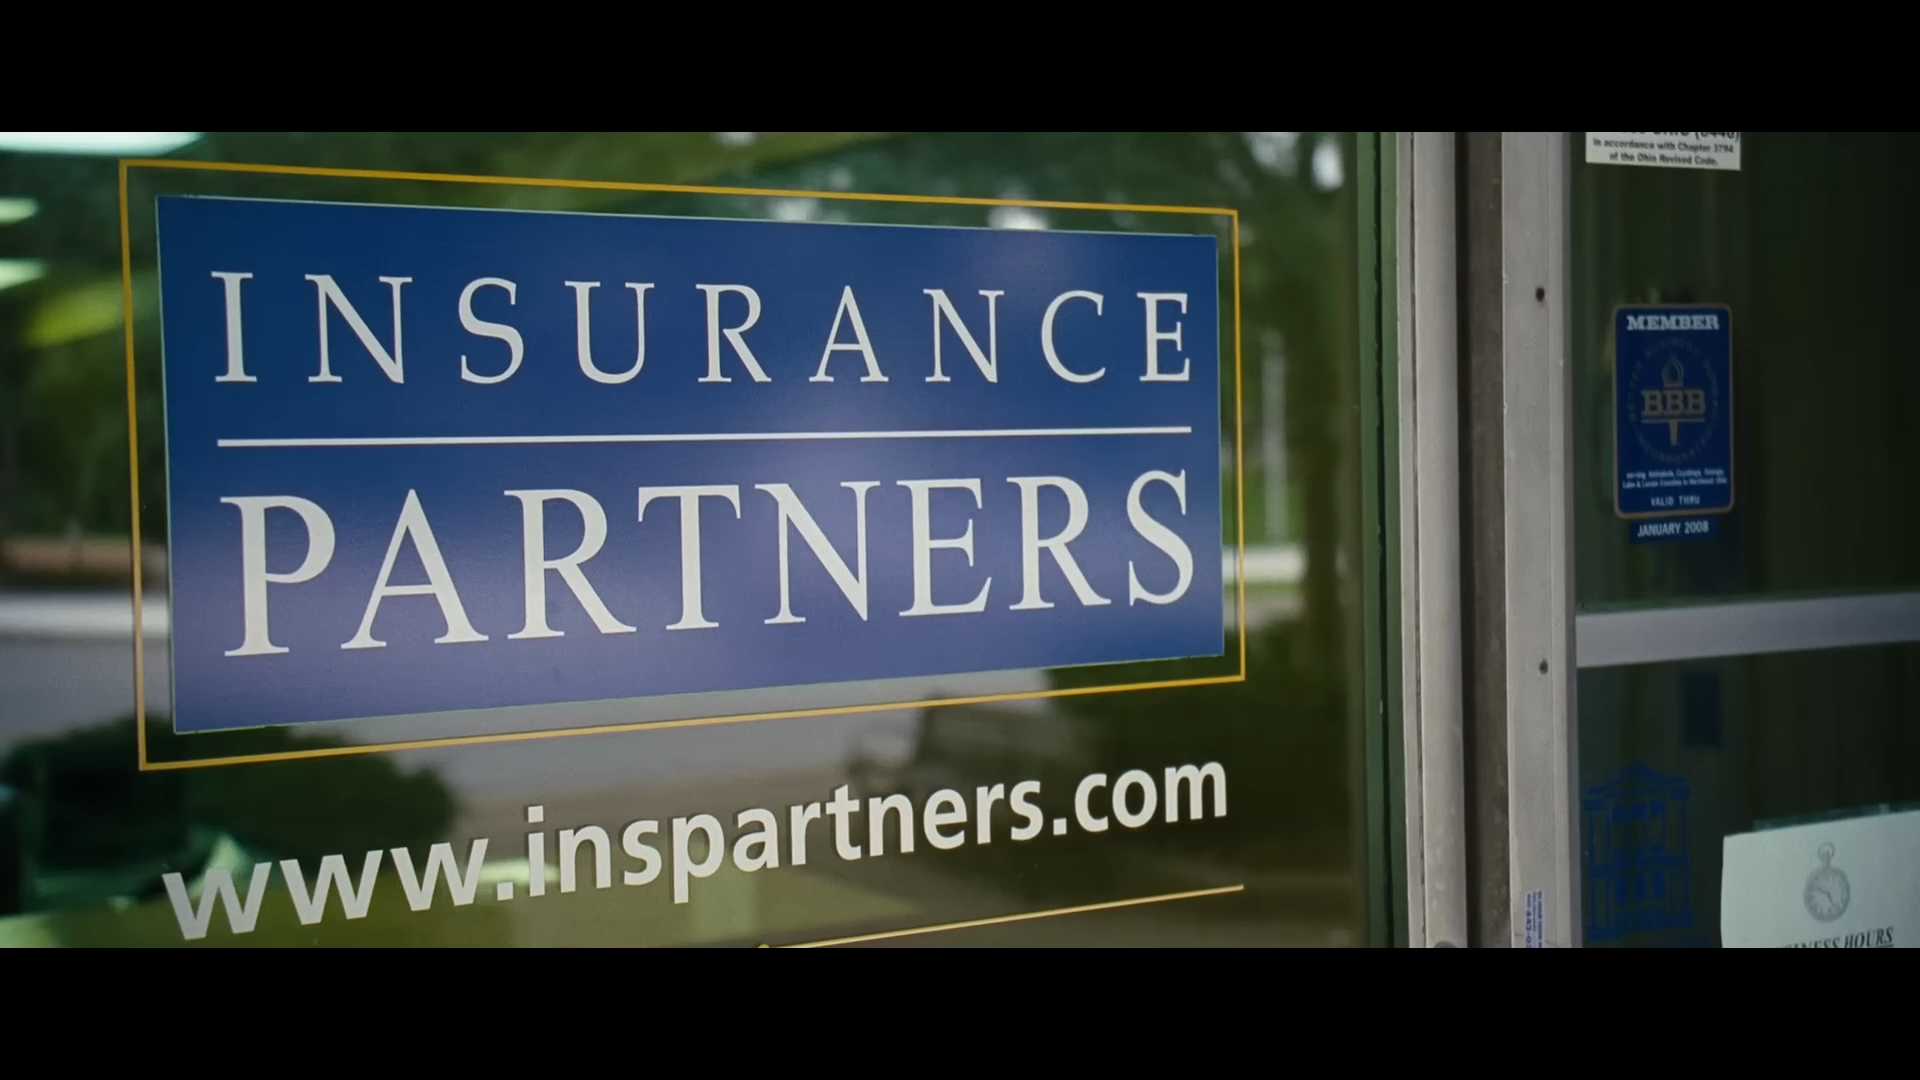 INSURANCE
PARTNERS
www.inspartners.com
In accordance with Chapter 3794
of the Ohio Revised Code.
MEMBER
BBB
VALID THRU
JANUARY 2008
HOURS